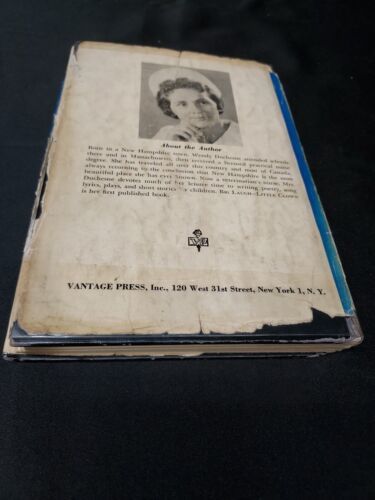 About the Author
Born in a New Hampshire town, Wendy Duchesne attended schools
there and in Massachusetts, then received a licensed practical nurse
degree. She has traveled all over this country and most of Canada,
always returning to the conclusion that New Hampshire is the most
beautiful place she has ever known. Now a veterinarian's nurse, Mrs.
Duchesne devotes much of her leisure time to writing poetry, song
lyrics, plays, and short stories children. BIG LAUGH—LITTLE CLOWN
is her first published book.
VANTAGE PRESS, Inc., 120 West 31st Street, New York 1, N. Y.